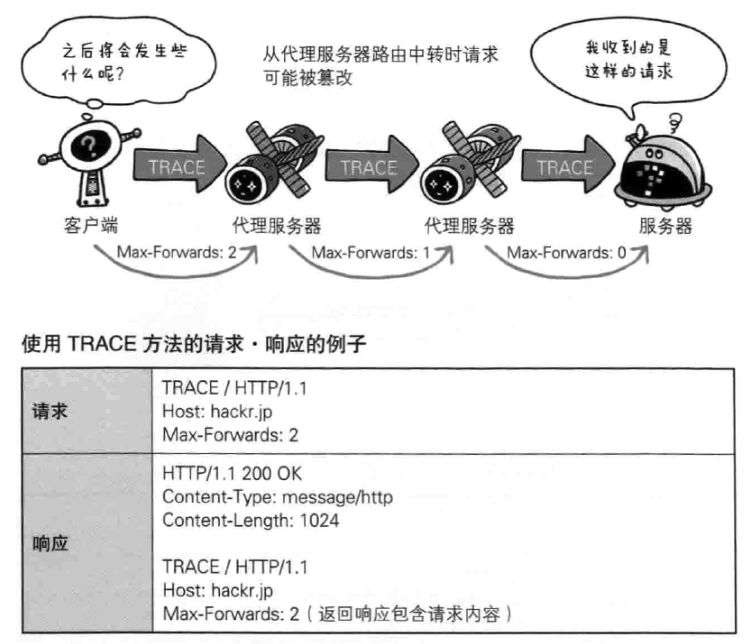 之后将会发生些
什么呢?
从代理服务器路由中转时请求
可能被篡改
我收到的是
这样的请求
?
TRACE
TRACE
TRACE
客户端
代理服务器
代理服务器
服务器
Max-Forwards: 2
Max-Forwards: 1
Max-Forwards: 0
使用 TRACE 方法的请求・响应的例子
请求
TRACE / HTTP/1.1
Host: hackr.jp
Max-Forwards: 2
响应
HTTP/1.1 200 OK
Content-Type: message/http
Content-Length: 1024
TRACE / HTTP/1.1
Host: hackr.jp
Max-Forwards: 2（返回响应包含请求内容）